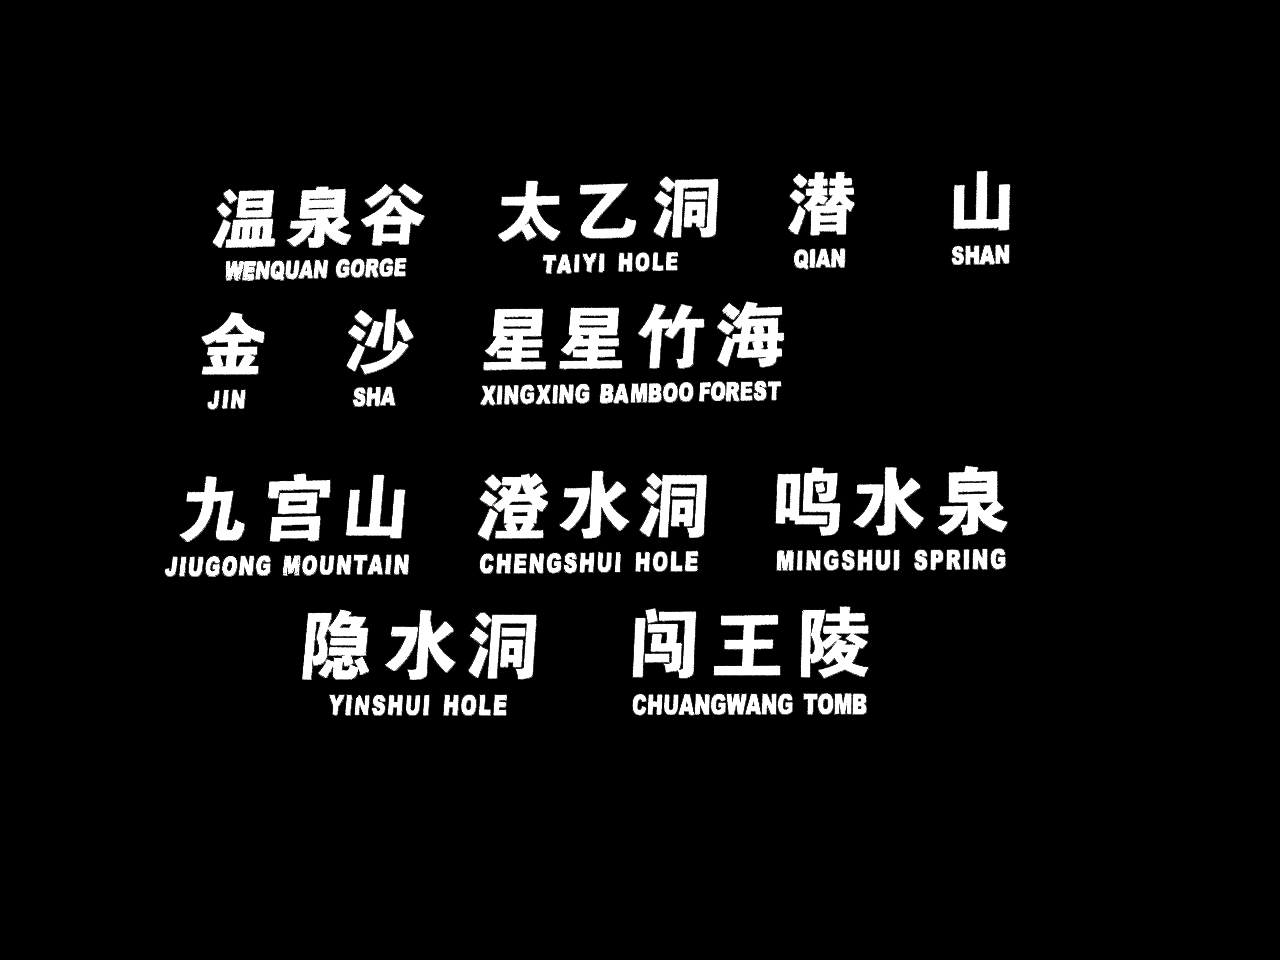 温泉谷 太乙洞 潜 山
WENQUAN GORGE TAIYI HOLE QIAN SHAN
金 沙 星星竹海
JIN SHA XINGXING BAMBOO FOREST
九宫山 澄水洞 鸣水泉
JIUGONG MOUNTAIN CHENGSHUI HOLE MINGSHUI SPRING
隐水洞 闯王陵
YINSHUI HOLE CHUANGWANG TOMB